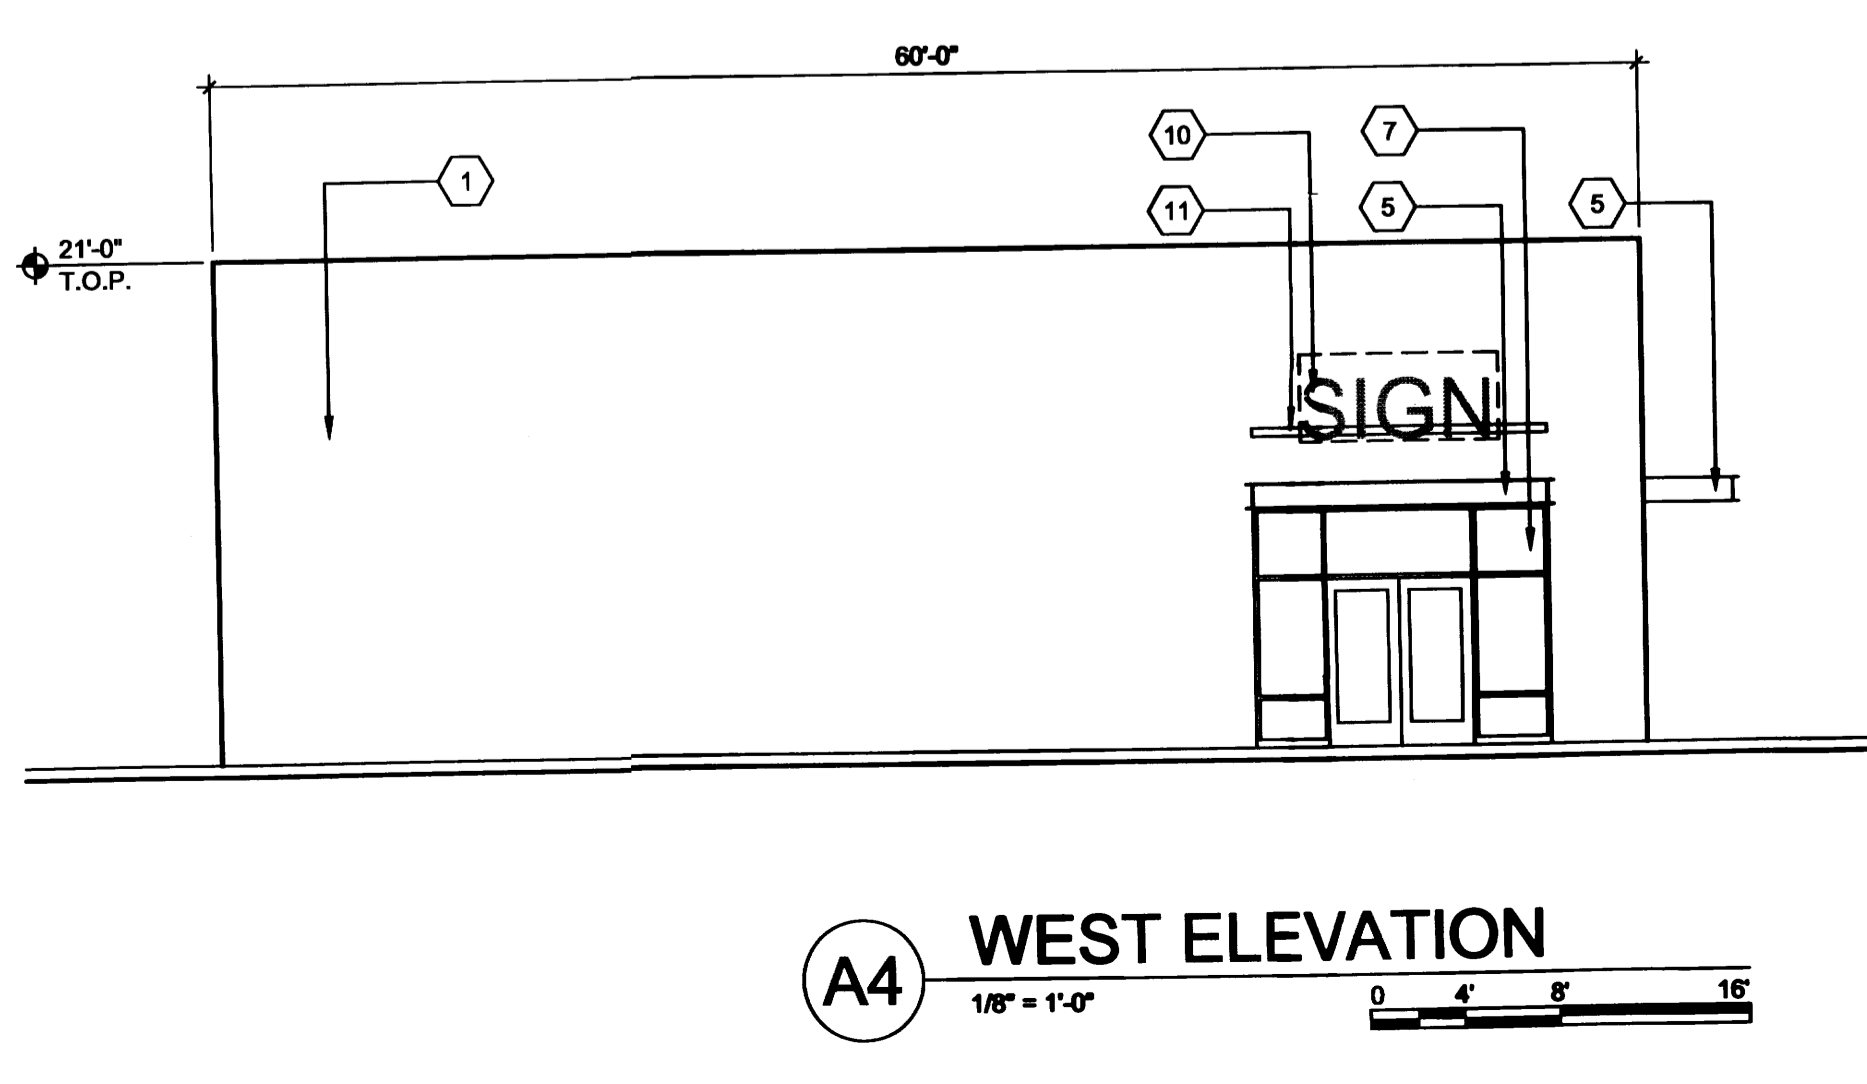 60'-0"
10
7
1
11
5
5
21'-0"
T.O.P.
SIGN
A4
WEST ELEVATION
1/8" = 1'-0"
0 4' 8' 16'